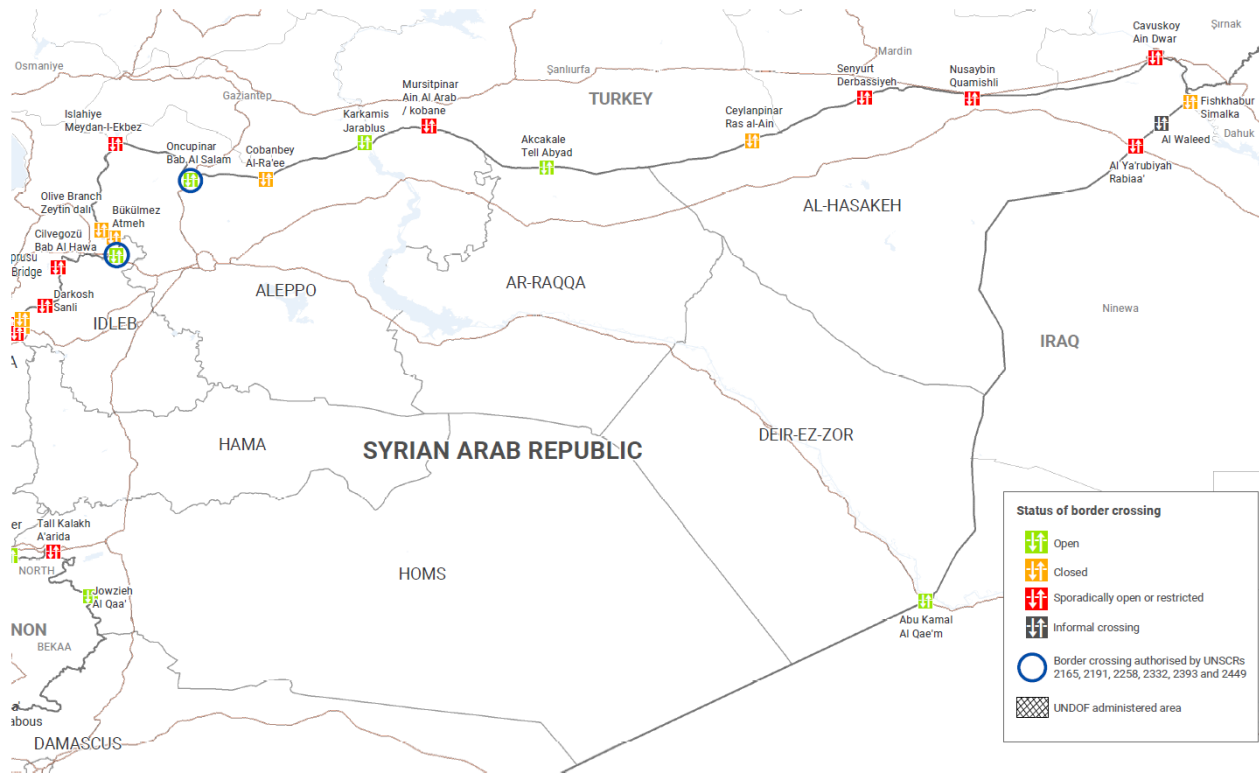 Cavuskoy
Ain Dwar
Şırnak
Osmaniye
Mardin
Şanlıurfa
Senyurt
Derbassiyeh
Nusaybin
Quamishli
Mursitpinar
Ain Al Arab
/ kobane
TURKEY
Gaziantep
Fishkhabur
Simalka
Islahiye
Meydan-I-Ekbez
Karkamis
Jarablus
Ceylanpinar
Ras al-Ain
Dahuk
Al Waleed
Oncupinar
Bab Al Salam
Cobanbey
Al-Ra'ee
Akcakale
Tell Abyad
Al Ya'rubiyah
Rabiaa'
Olive Branch
Zeytin dalı
Bükülmez
Atmeh
AL-HASAKEH
Cilvegozü
Bab Al Hawa
prusu
Bridge
AR-RAQQA
ALEPPO
Darkosh
Sanli
IDLEB
Ninewa
IRAQ
A
HAMA
SYRIAN ARAB REPUBLIC
DEIR-EZ-ZOR
er
Tall Kalakh
A'arida
NORTH
HOMS
Jowzieh
Al Qaa'
NON
BEKAA
Abu Kamal
Al Qae'm
abous
DAMASCUS
Status of border crossing
Open
Closed
Sporadically open or restricted
Informal crossing
Border crossing authorised by UNSCRs
2165, 2191, 2258, 2332, 2393 and 2449
UNDOF administered area